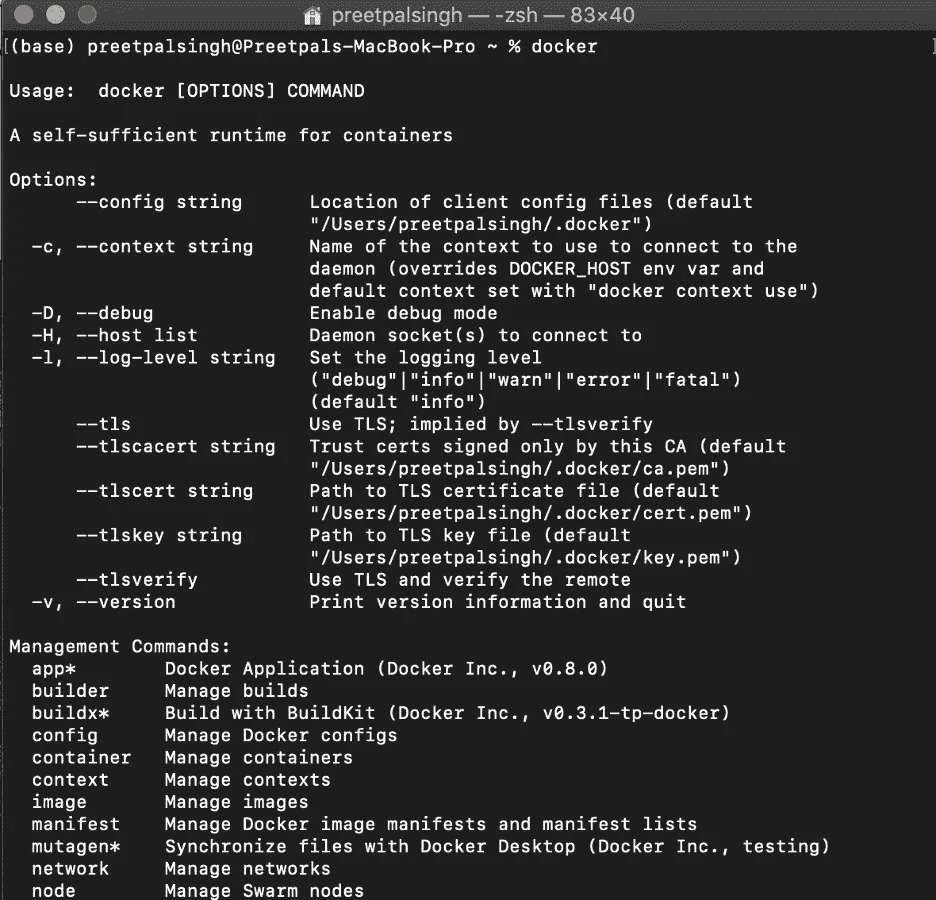 preetpalsingh — -zsh — 83×40
[(base) preetpalsingh@Preetpals-MacBook-Pro ~ % docker ]
Usage:  docker [OPTIONS] COMMAND
A self-sufficient runtime for containers
Options:
      --config string      Location of client config files (default
                           "/Users/preetpalsingh/.docker")
  -c, --context string     Name of the context to use to connect to the
                           daemon (overrides DOCKER_HOST env var and
                           default context set with "docker context use")
  -D, --debug              Enable debug mode
  -H, --host list          Daemon socket(s) to connect to
  -l, --log-level string   Set the logging level
                           ("debug"|"info"|"warn"|"error"|"fatal")
                           (default "info")
      --tls                Use TLS; implied by --tlsverify
      --tlscacert string   Trust certs signed only by this CA (default
                           "/Users/preetpalsingh/.docker/ca.pem")
      --tlscert string     Path to TLS certificate file (default
                           "/Users/preetpalsingh/.docker/cert.pem")
      --tlskey string      Path to TLS key file (default
                           "/Users/preetpalsingh/.docker/key.pem")
      --tlsverify          Use TLS and verify the remote
  -v, --version            Print version information and quit
Management Commands:
  app*        Docker Application (Docker Inc., v0.8.0)
  builder     Manage builds
  buildx*     Build with BuildKit (Docker Inc., v0.3.1-tp-docker)
  config      Manage Docker configs
  container   Manage containers
  context     Manage contexts
  image       Manage images
  manifest    Manage Docker image manifests and manifest lists
  mutagen*    Synchronize files with Docker Desktop (Docker Inc., testing)
  network     Manage networks
  node        Manage Swarm nodes